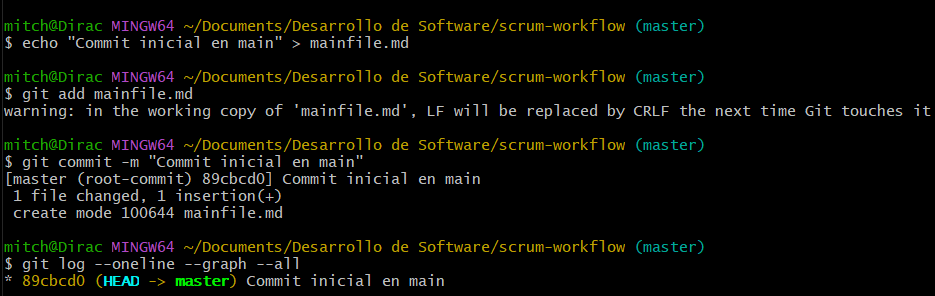 mitch@Dirac MINGW64 ~/Documents/Desarrollo de Software/scrum-workflow (master)
$ echo "Commit inicial en main" > mainfile.md
mitch@Dirac MINGW64 ~/Documents/Desarrollo de Software/scrum-workflow (master)
$ git add mainfile.md
warning: in the working copy of 'mainfile.md', LF will be replaced by CRLF the next time Git touches it
mitch@Dirac MINGW64 ~/Documents/Desarrollo de Software/scrum-workflow (master)
$ git commit -m "Commit inicial en main"
[master (root-commit) 89cbcd0] Commit inicial en main
 1 file changed, 1 insertion(+)
 create mode 100644 mainfile.md
mitch@Dirac MINGW64 ~/Documents/Desarrollo de Software/scrum-workflow (master)
$ git log --oneline --graph --all
* 89cbcd0 (HEAD -> master) Commit inicial en main